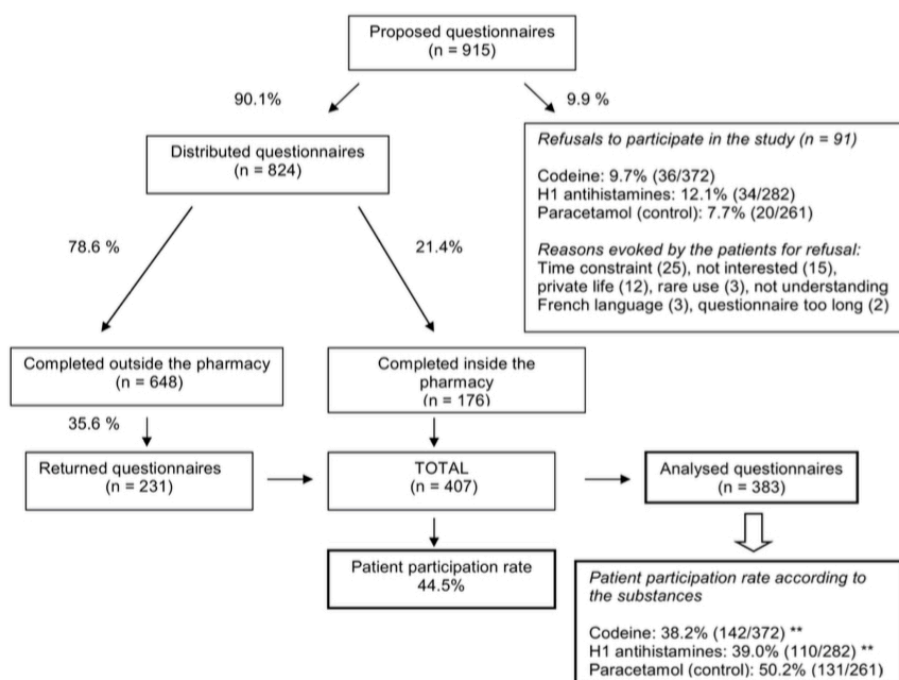 Proposed questionnaires
(n = 915)
90.1%
9.9 %
Distributed questionnaires
(n = 824)
Refusals to participate in the study (n = 91)
Codeine: 9.7% (36/372)
H1 antihistamines: 12.1% (34/282)
Paracetamol (control): 7.7% (20/261)
Reasons evoked by the patients for refusal:
Time constraint (25), not interested (15),
private life (12), rare use (3), not understanding
French language (3), questionnaire too long (2)
78.6 %
21.4%
Completed outside the pharmacy
(n = 648)
Completed inside the
pharmacy
(n = 176)
35.6 %
Returned questionnaires
(n = 231)
TOTAL
(n = 407)
Analysed questionnaires
(n = 383)
Patient participation rate
44.5%
Patient participation rate according to
the substances
Codeine: 38.2% (142/372) **
H1 antihistamines: 39.0% (110/282) **
Paracetamol (control): 50.2% (131/261)